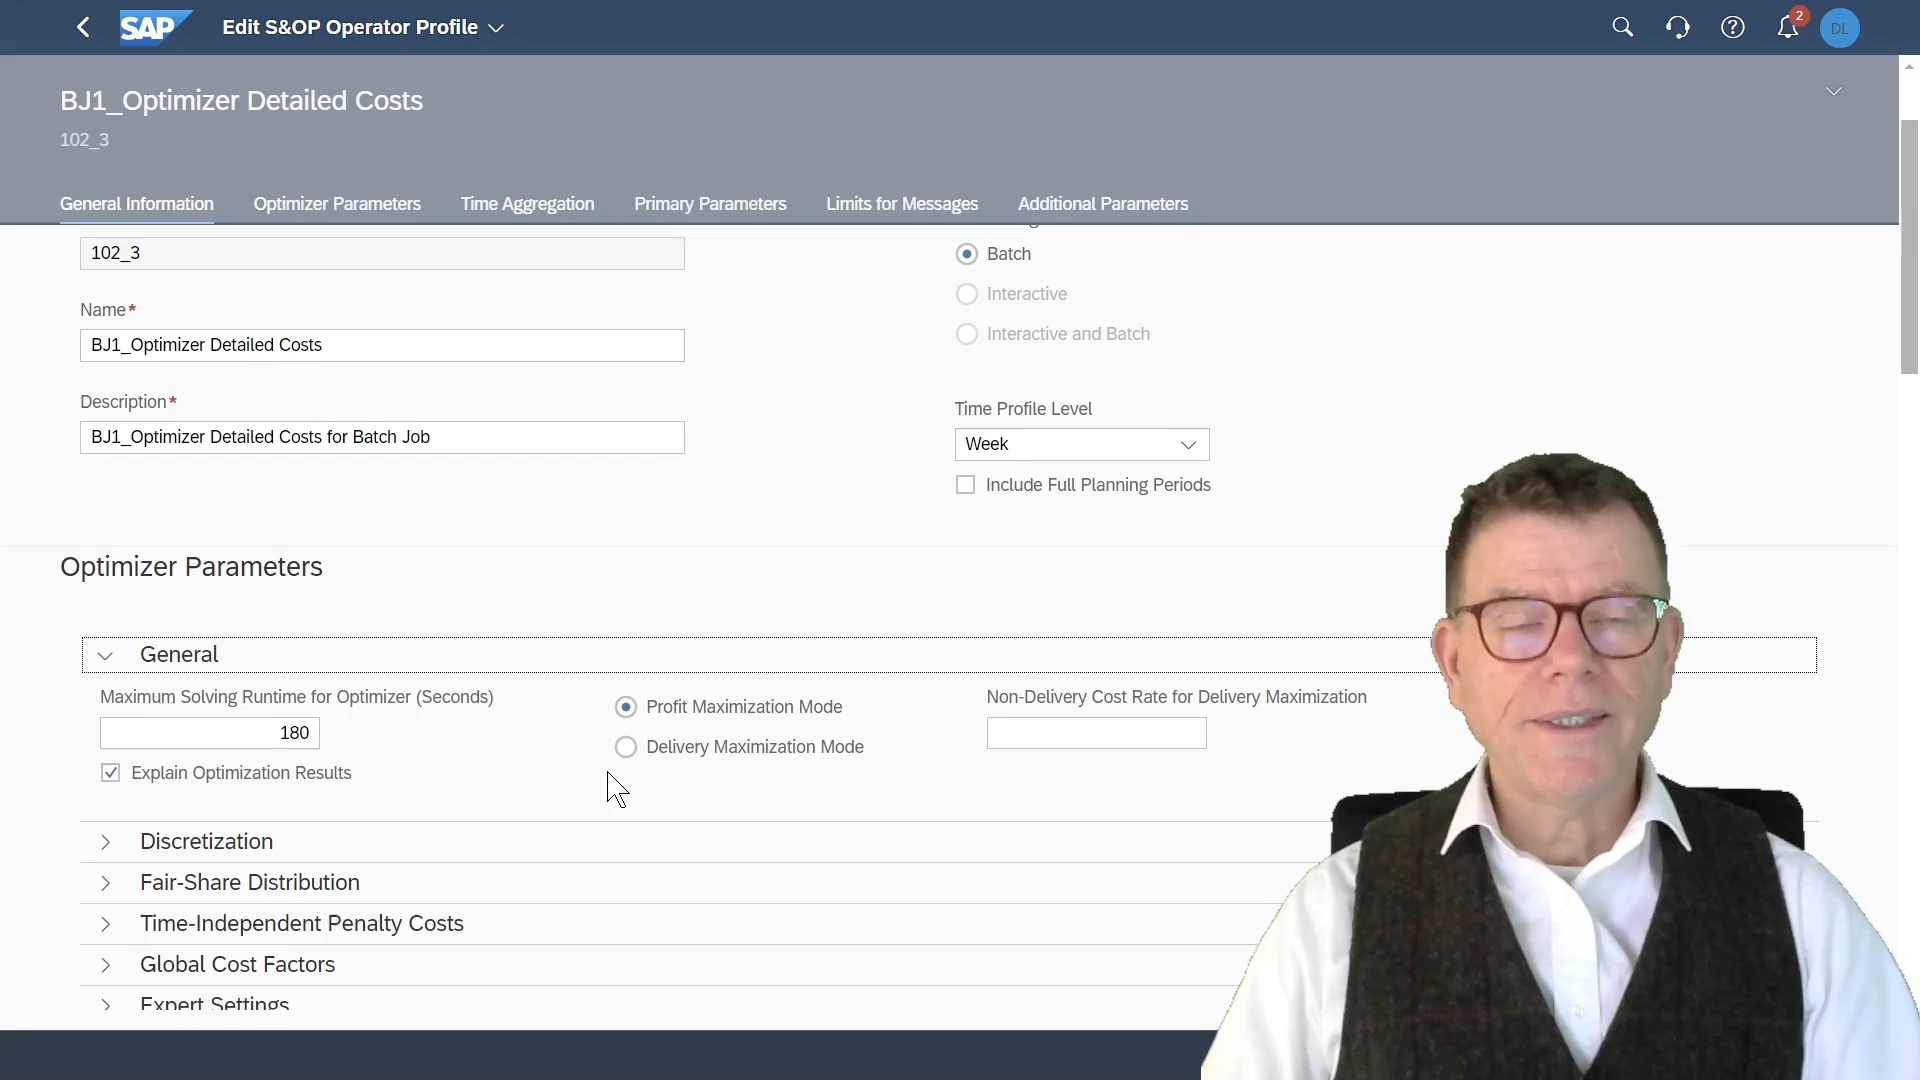 SAP Edit S&OP Operator Profile
2
DL
BJ1_Optimizer Detailed Costs
102_3
General Information Optimizer Parameters Time Aggregation Primary Parameters Limits for Messages Additional Parameters
102_3
Batch
Interactive
Interactive and Batch
Name*
BJ1_Optimizer Detailed Costs
Description*
BJ1_Optimizer Detailed Costs for Batch Job
Time Profile Level
Week
Include Full Planning Periods
Optimizer Parameters
General
Maximum Solving Runtime for Optimizer (Seconds)
180
Explain Optimization Results
Profit Maximization Mode
Delivery Maximization Mode
Non-Delivery Cost Rate for Delivery Maximization
Discretization
Fair-Share Distribution
Time-Independent Penalty Costs
Global Cost Factors
Expert Settings